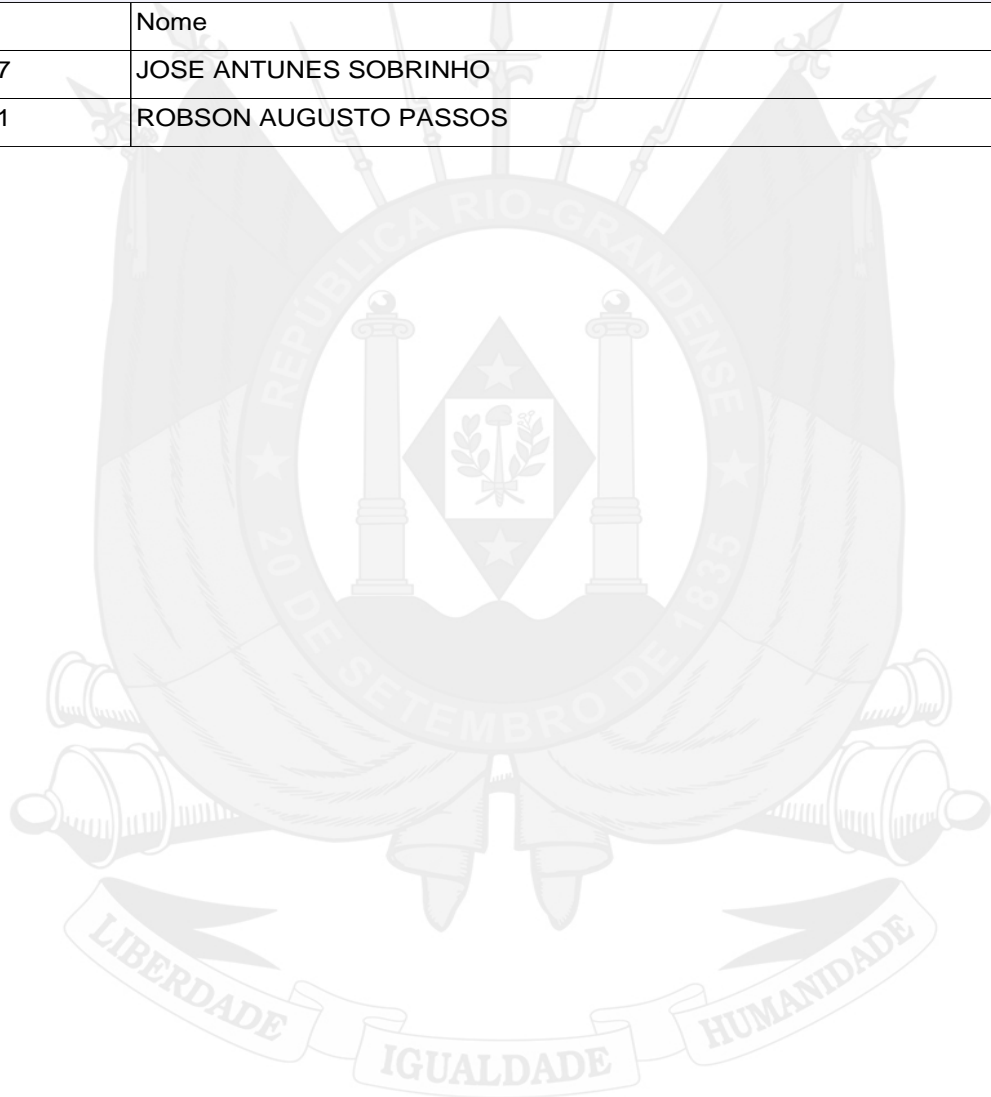 Nome
7 JOSE ANTUNES SOBRINHO
1 ROBSON AUGUSTO PASSOS
REPÚBLICA RIO-GRANDENSE
20 DE SETEMBRO DE 1835
LIBERDADE IGUALDADE HUMANIDADE